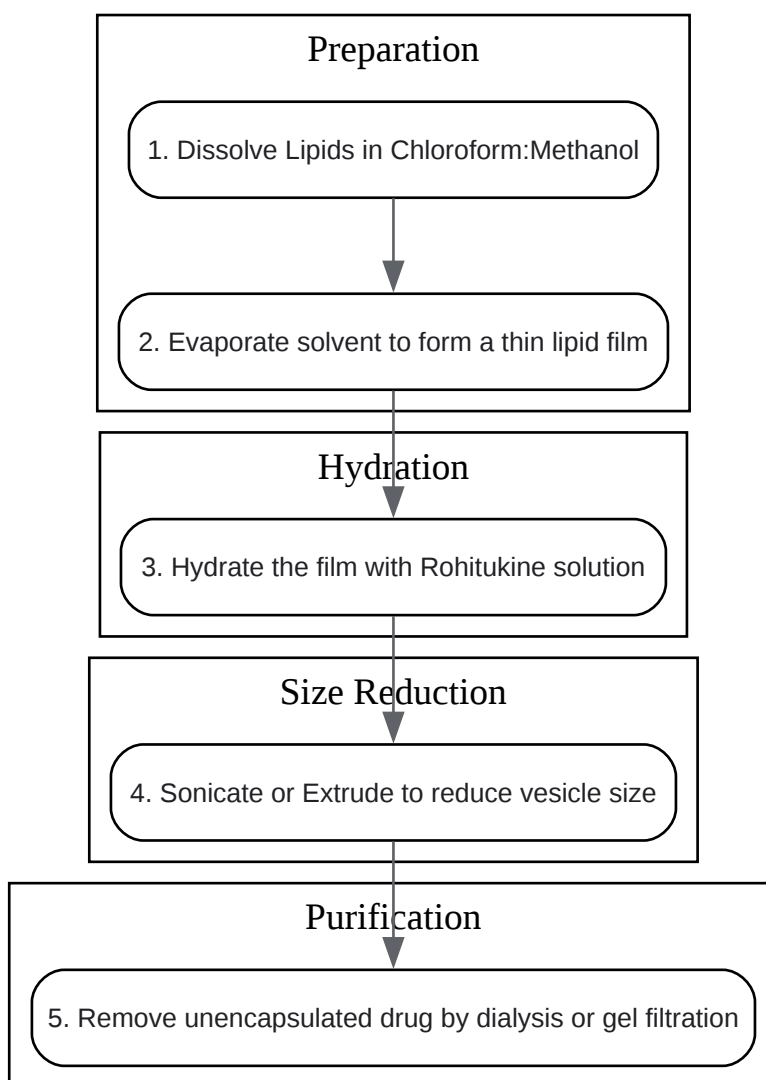 Preparation
1. Dissolve Lipids in Chloroform:Methanol
2. Evaporate solvent to form a thin lipid film
Hydration
3. Hydrate the film with Rohitukine solution
Size Reduction
4. Sonicate or Extrude to reduce vesicle size
Purification
5. Remove unencapsulated drug by dialysis or gel filtration